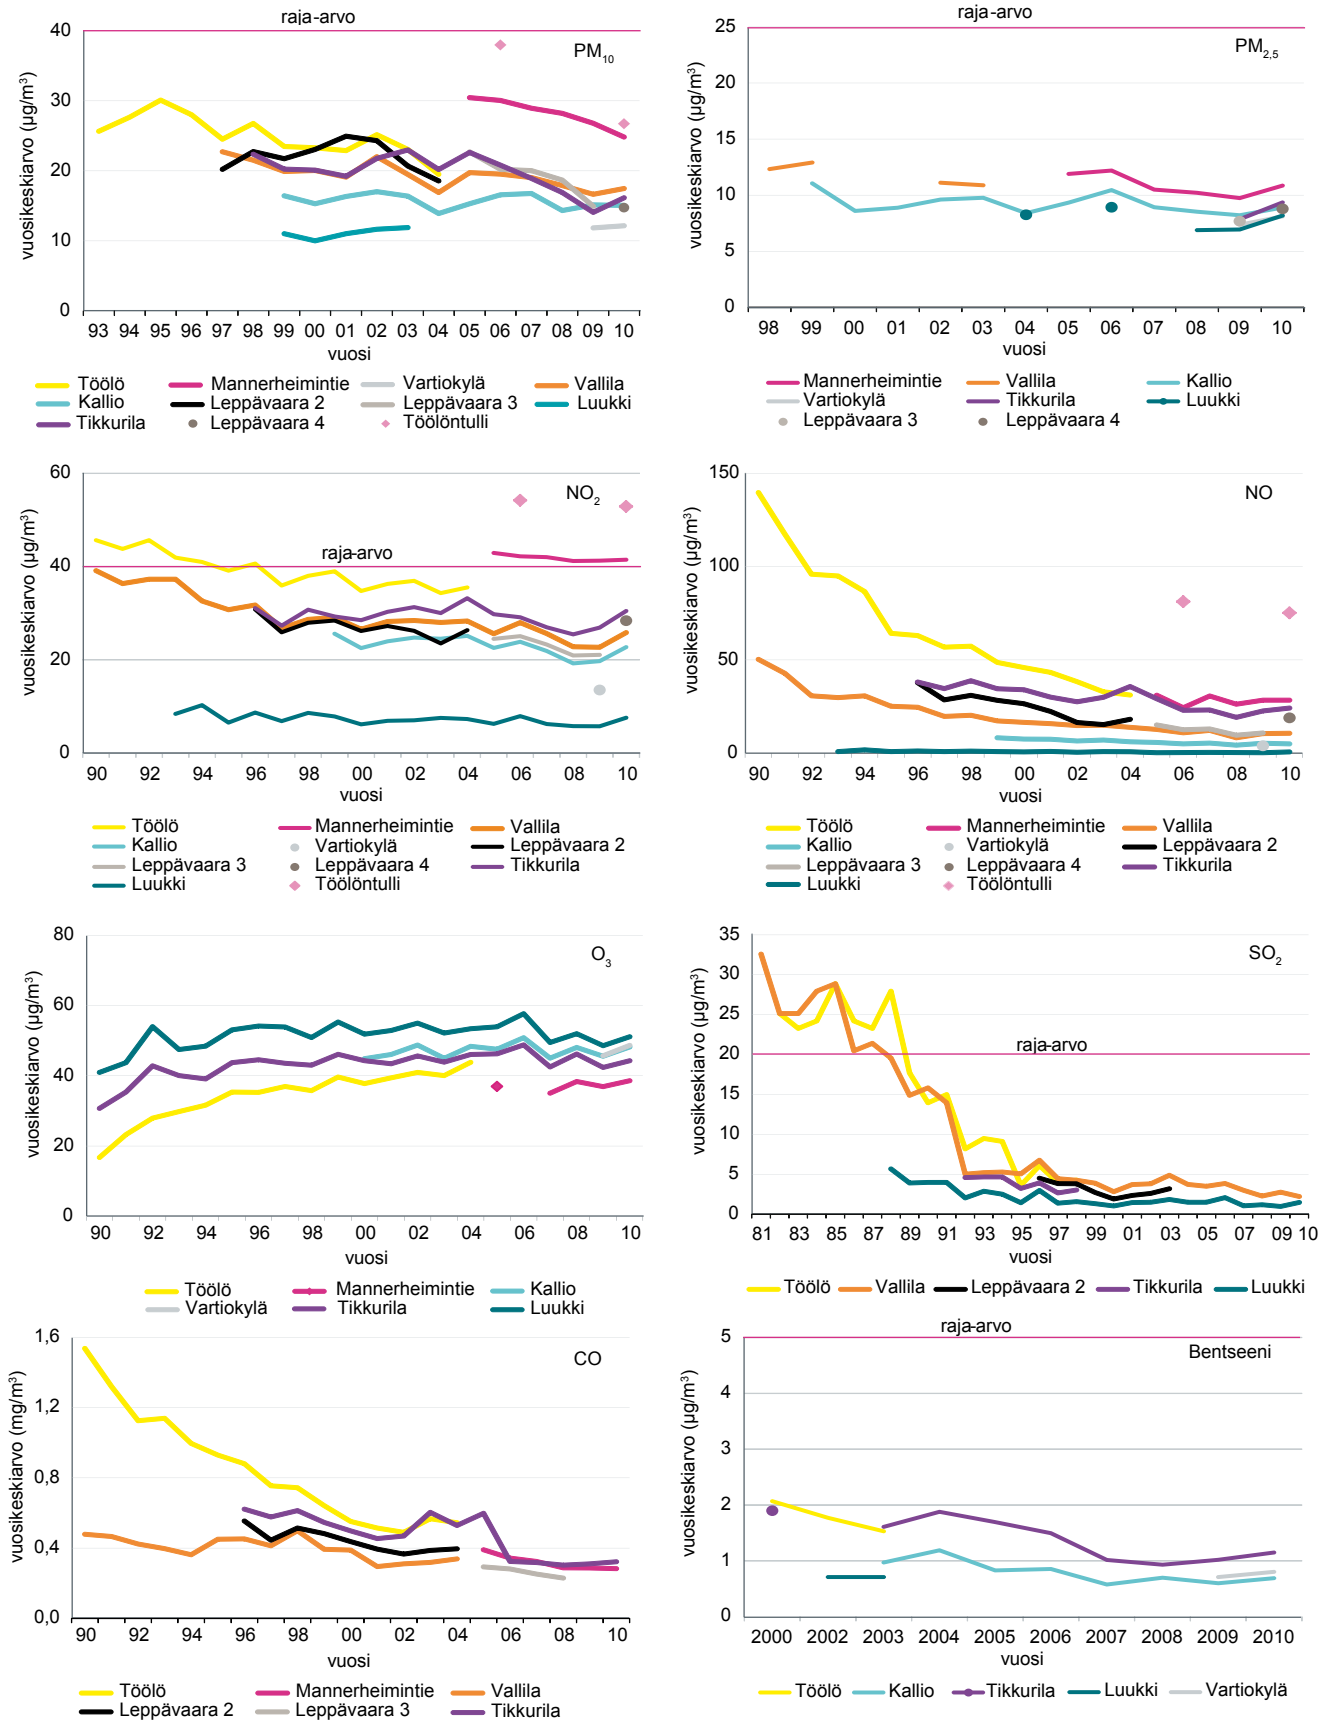 raja-arvo
PM10
vuosikeskiarvo (µg/m³)
40
30
20
10
0
93 94 95 96 97 98 99 00 01 02 03 04 05 06 07 08 09 10
vuosi
Töölö Mannerheimintie Vartiokylä Vallila
Kallio Leppävaara 2 Leppävaara 3 Luukki
Tikkurila Leppävaara 4 Töölöntulli
raja-arvo
PM2,5
vuosikeskiarvo (µg/m³)
25
20
15
10
5
0
98 99 00 01 02 03 04 05 06 07 08 09 10
vuosi
Mannerheimintie Vallila Kallio
Vartiokylä Tikkurila Luukki
Leppävaara 3 Leppävaara 4
NO2
raja-arvo
vuosikeskiarvo (µg/m³)
60
40
20
0
90 92 94 96 98 00 02 04 06 08 10
vuosi
Töölö Mannerheimintie Vallila
Kallio Vartiokylä Leppävaara 2
Leppävaara 3 Leppävaara 4 Tikkurila
Luukki Töölöntulli
NO
vuosikeskiarvo (µg/m³)
150
100
50
0
90 92 94 96 98 00 02 04 06 08 10
vuosi
Töölö Mannerheimintie Vallila
Kallio Vartiokylä Leppävaara 2
Leppävaara 3 Leppävaara 4 Tikkurila
Luukki Töölöntulli
O3
vuosikeskiarvo (µg/m³)
80
60
40
20
0
90 92 94 96 98 00 02 04 06 08 10
vuosi
Töölö Mannerheimintie Kallio
Vartiokylä Tikkurila Luukki
SO2
raja-arvo
vuosikeskiarvo (µg/m³)
35
30
25
20
15
10
5
0
81 83 85 87 89 91 93 95 97 99 01 03 05 07 09 10
vuosi
Töölö Vallila Leppävaara 2 Tikkurila Luukki
CO
vuosikeskiarvo (mg/m³)
1,6
1,2
0,8
0,4
0,0
90 92 94 96 98 00 02 04 06 08 10
vuosi
Töölö Mannerheimintie Vallila
Leppävaara 2 Leppävaara 3 Tikkurila
raja-arvo
Bentseeni
vuosikeskiarvo (µg/m³)
5
4
3
2
1
0
2000 2002 2003 2004 2005 2006 2007 2008 2009 2010
vuosi
Töölö Kallio Tikkurila Luukki Vartiokylä